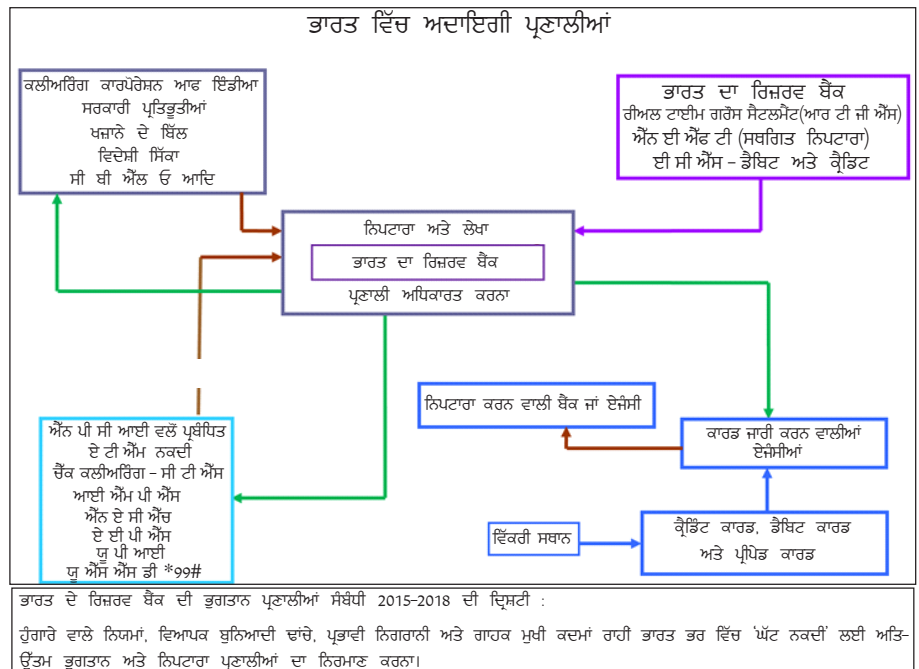 ਭਾਰਤ ਵਿੱਚ ਅਦਾਇਗੀ ਪ੍ਰਣਾਲੀਆਂ
ਕਲੀਅਰਿੰਗ ਕਾਰਪੋਰੇਸ਼ਨ ਆਫ ਇੰਡੀਆ
ਸਰਕਾਰੀ ਪ੍ਰਤਿਭੂਤੀਆਂ
ਖਜ਼ਾਨੇ ਦੇ ਬਿੱਲ
ਵਿਦੇਸ਼ੀ ਸਿੱਕਾ
ਸੀ ਬੀ ਐੱਲ ਓ ਆਦਿ
ਭਾਰਤ ਦਾ ਰਿਜ਼ਰਵ ਬੈਂਕ
ਰੀਅਲ ਟਾਈਮ ਗਰੌਸ ਸੈਟਲਮੈਂਟ(ਆਰ ਟੀ ਜੀ ਐੱਸ)
ਐੱਨ ਈ ਐੱਫ ਟੀ (ਸਥਗਿਤ ਨਿਪਟਾਰਾ)
ਈ ਸੀ ਐੱਸ – ਡੈਬਿਟ ਅਤੇ ਕ੍ਰੈਡਿਟ
ਨਿਪਟਾਰਾ ਅਤੇ ਲੇਖਾ
ਭਾਰਤ ਦਾ ਰਿਜ਼ਰਵ ਬੈਂਕ
ਪ੍ਰਣਾਲੀ ਅਧਿਕਾਰਤ ਕਰਨਾ
ਨਿਪਟਾਰਾ ਕਰਨ ਵਾਲੀ ਬੈਂਕ ਜਾਂ ਏਜੰਸੀ
ਕਾਰਡ ਜਾਰੀ ਕਰਨ ਵਾਲੀਆਂ
ਏਜੰਸੀਆਂ
ਐੱਨ ਪੀ ਸੀ ਆਈ ਵਲੋਂ ਪ੍ਰਬੰਧਿਤ
ਏ ਟੀ ਐੱਮ ਨਕਦੀ
ਚੈੱਕ ਕਲੀਅਰਿੰਗ – ਸੀ ਟੀ ਐੱਸ
ਆਈ ਐੱਮ ਪੀ ਐੱਸ
ਐੱਨ ਏ ਸੀ ਐੱਚ
ਏ ਈ ਪੀ ਐੱਸ
ਯੂ ਪੀ ਆਈ
ਯੂ ਐੱਸ ਐੱਸ ਡੀ *99#
ਵਿੱਕਰੀ ਸਥਾਨ
ਕ੍ਰੈਡਿੰਟ ਕਾਰਡ, ਡੈਬਿਟ ਕਾਰਡ
ਅਤੇ ਪ੍ਰੀਪੇਡ ਕਾਰਡ
ਭਾਰਤ ਦੇ ਰਿਜ਼ਰਵ ਬੈਂਕ ਦੀ ਭੁਗਤਾਨ ਪ੍ਰਣਾਲੀਆਂ ਸੰਬੰਧੀ 2015-2018 ਦੀ ਦ੍ਰਿਸ਼ਟੀ :
ਹੁੰਗਾਰੇ ਵਾਲੇ ਨਿਯਮਾਂ, ਵਿਆਪਕ ਬੁਨਿਆਦੀ ਢਾਂਚੇ, ਪ੍ਰਭਾਵੀ ਨਿਗਰਾਨੀ ਅਤੇ ਗਾਹਕ ਮੁਖੀ ਕਦਮਾਂ ਰਾਹੀਂ ਭਾਰਤ ਭਰ ਵਿੱਚ 'ਘੱਟ ਨਕਦੀ' ਲਈ ਅਤਿ-
ਉੱਤਮ ਭੁਗਤਾਨ ਅਤੇ ਨਿਪਟਾਰਾ ਪ੍ਰਣਾਲੀਆਂ ਦਾ ਨਿਰਮਾਣ ਕਰਨਾ।